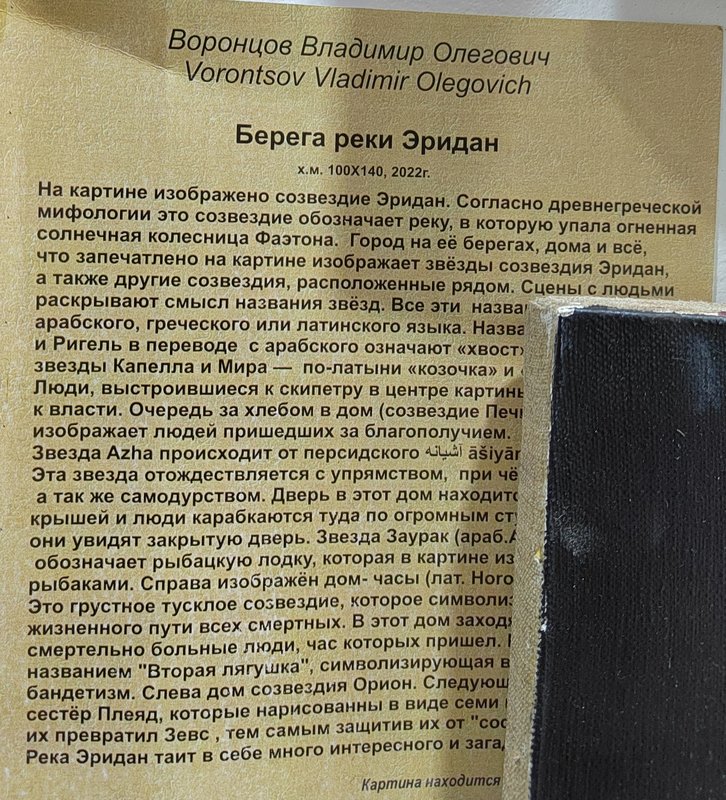 Воронцов Владимир Олегович
Vorontsov Vladimir Olegovich
Берега реки Эридан
х.м. 100Х140, 2022г.
На картине изображено созвездие Эридан. Согласно древнегреческой
мифологии это созвездие обозначает реку, в которую упала огненная
солнечная колесница Фаэтона. Город на её берегах, дома и всё,
что запечатлено на картине изображает звёзды созвездия Эридан,
а также другие созвездия, расположенные рядом. Сцены с людьми
раскрывают смысл названия звёзд. Все эти
арабского, греческого или латинского языка.
и Ригель в переводе с арабского означают «хвост»
звезды Капелла и Мира — по-латыни «козочка» и
Люди, выстроившиеся к скипетру в центре
к власти. Очередь за хлебом в дом (созвездие
изображает людей пришедших за благополучием.
Звезда Azha происходит от персидского آشیانه
Эта звезда отождествляется с упрямством, при
а так же самодурством. Дверь в этот дом
крышей и люди карабкаются туда по огромным
они увидят закрытую дверь. Звезда Заурак (араб.
обозначает рыбацкую лодку, которая в картине
рыбаками. Справа изображён дом- часы (лат.
Это грустное тусклое созвездие, которое
жизненного пути всех смертных. В этот дом
смертельно больные люди, час которых пришел.
названием "Вторая лягушка", символизирующая
бандетизм. Слева дом созвездия Орион.
сестёр Плеяд, которые нарисованны в виде семи
их превратил Зевс , тем самым защитив их от
Река Эридан таит в себе много интересного и
Картина находится